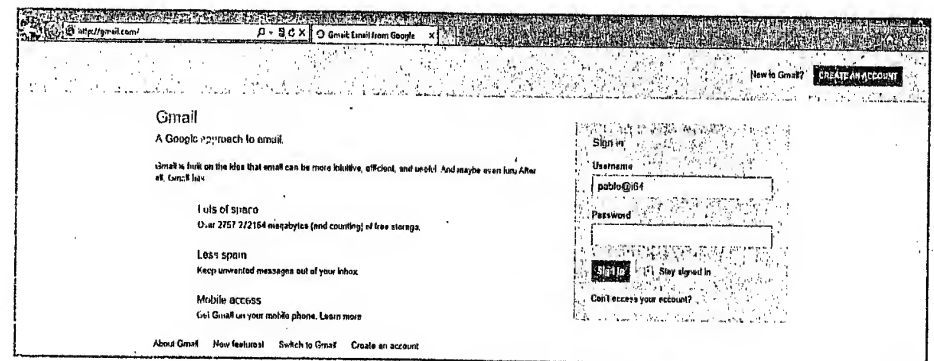 http://gmail.com/
Gmail: Email from Google
New to Gmail? CREATE AN ACCOUNT
Gmail
A Google approach to email.
Gmail is built on the idea that email can be more intuitive, efficient, and useful. And maybe even fun. After
all, Gmail has
Lots of space
Over 2757.272164 megabytes (and counting) of free storage.
Less spam
Keep unwanted messages out of your inbox
Mobile access
Get Gmail on your mobile phone. Learn more
About Gmail New features! Switch to Gmail Create an account
Sign in
Username
pablo@i64
Password
Sign in Stay signed in
Can't access your account?